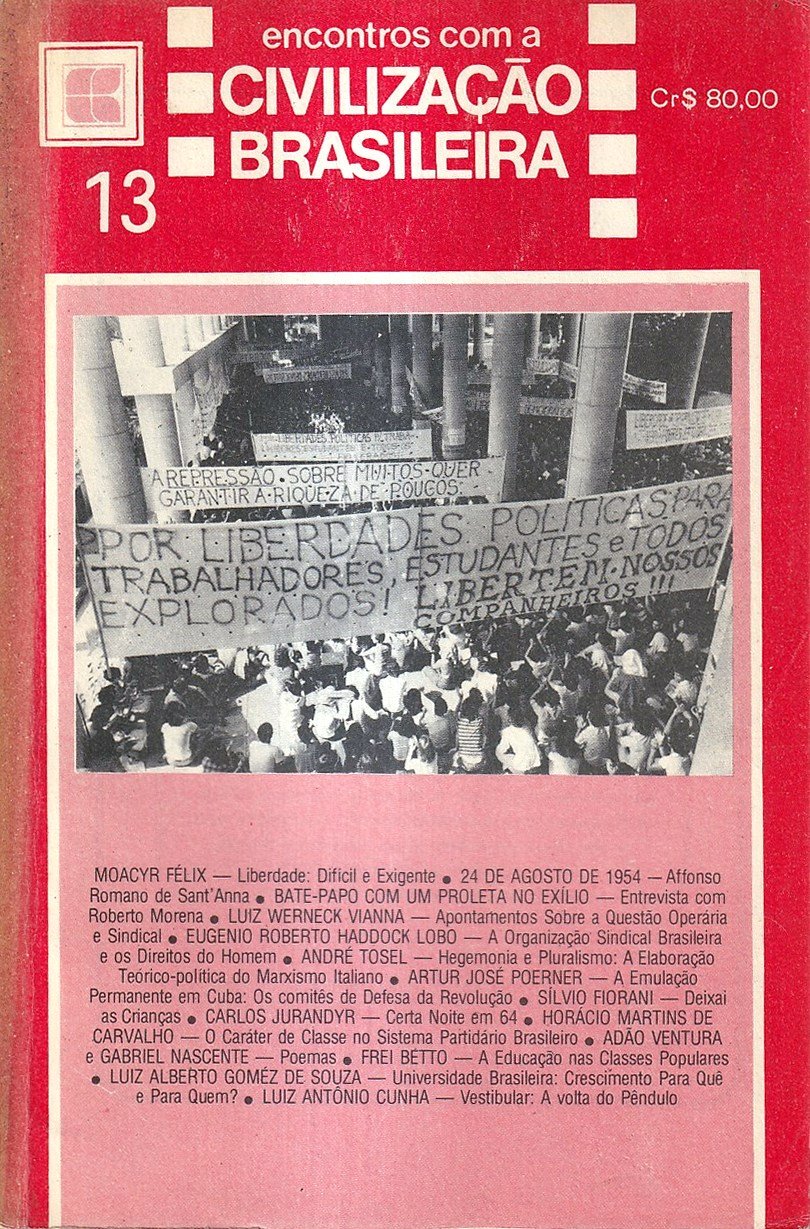 encontros com a
CIVILIZAÇÃO
BRASILEIRA
Cr$ 80,00
13
LIBERDADES POLÍTICAS
A REPRESSÃO SOBRE MUITOS QUER
GARANTIR A RIQUEZA DE POUCOS
POR LIBERDADES POLÍTICAS PARA
TRABALHADORES, ESTUDANTES e TODOS
EXPLORADOS! LIBERTEM NOSSOS
COMPANHEIROS!!!
MOACYR FÉLIX — Liberdade: Difícil e Exigente ● 24 DE AGOSTO DE 1954 — Affonso
Romano de Sant'Anna ● BATE-PAPO COM UM PROLETA NO EXÍLIO — Entrevista com
Roberto Morena ● LUIZ WERNECK VIANNA — Apontamentos Sobre a Questão Operária
e Sindical ● EUGENIO ROBERTO HADDOCK LOBO — A Organização Sindical Brasileira
e os Direitos do Homem ● ANDRÉ TOSEL — Hegemonia e Pluralismo: A Elaboração
Teórico-política do Marxismo Italiano ● ARTUR JOSÉ POERNER — A Emulação
Permanente em Cuba: Os comitês de Defesa da Revolução ● SÍLVIO FIORANI — Deixai
as Crianças ● CARLOS JURANDYR — Certa Noite em 64 ● HORÁCIO MARTINS DE
CARVALHO — O Caráter de Classe no Sistema Partidário Brasileiro ● ADÃO VENTURA
e GABRIEL NASCENTE — Poemas ● FREI BETTO — A Educação nas Classes Populares
● LUIZ ALBERTO GOMÉZ DE SOUZA — Universidade Brasileira: Crescimento Para Quê
e Para Quem? ● LUIZ ANTÔNIO CUNHA — Vestibular: A volta do Pêndulo